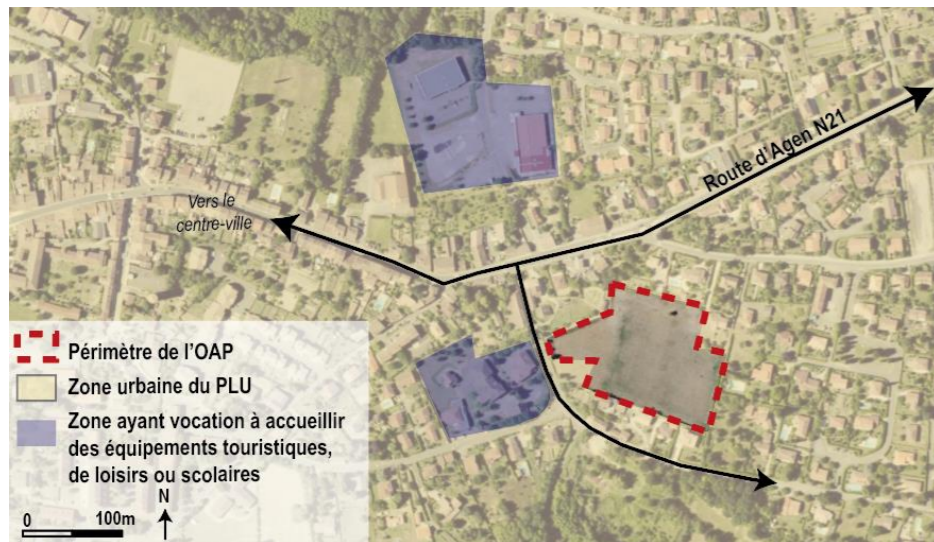 Route d'Agen N21
Vers le
centre-ville
Périmètre de l'OAP
Zone urbaine du PLU
Zone ayant vocation à accueillir
des équipements touristiques,
de loisirs ou scolaires
N
0 100m